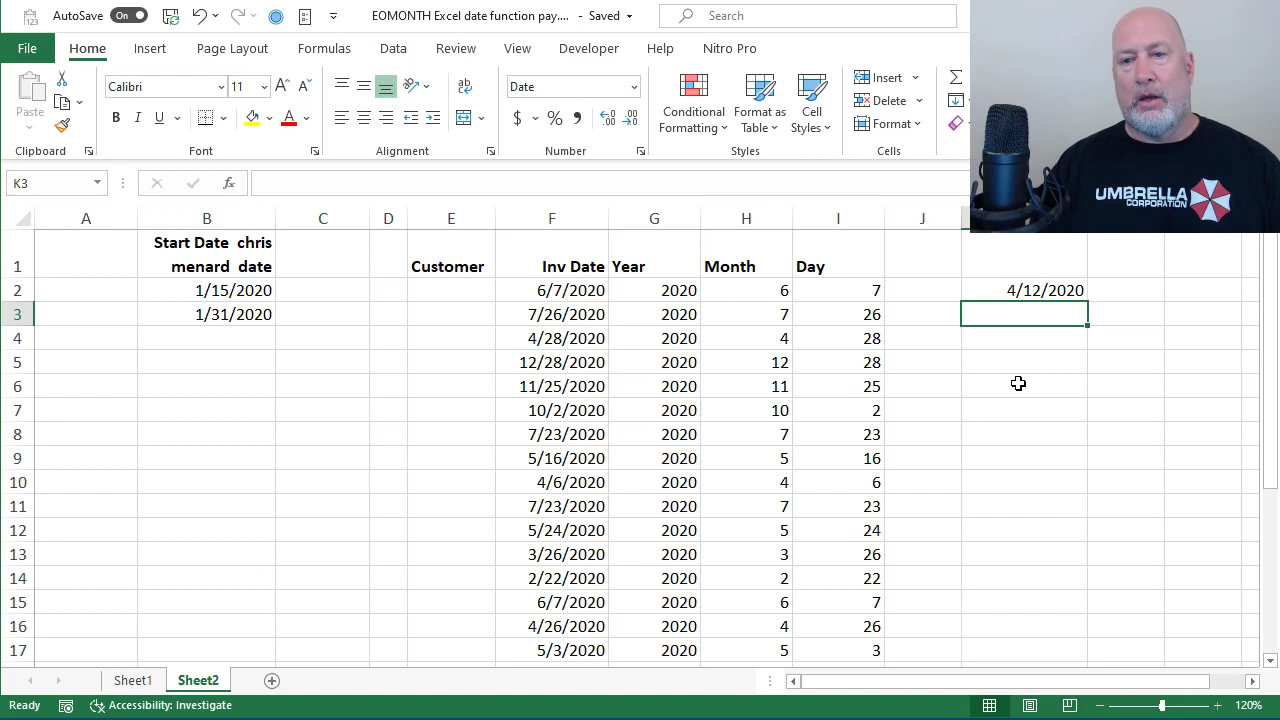 AutoSave On EOMONTH Excel date function pay.... - Saved Search
File Home Insert Page Layout Formulas Data Review View Developer Help Nitro Pro
Paste Calibri 11 Date Conditional Formatting Format as Table Cell Styles Insert Delete Format
B I U A $ % 9
Clipboard Font Alignment Number Styles Cells
UMBRELLA
CORPORATION
K3 fx
A B C D E F G H I J
Start Date chris
1 menard date Customer Inv Date Year Month Day
2 1/15/2020 6/7/2020 2020 6 7 4/12/2020
3 1/31/2020 7/26/2020 2020 7 26
4 4/28/2020 2020 4 28
5 12/28/2020 2020 12 28
6 11/25/2020 2020 11 25
7 10/2/2020 2020 10 2
8 7/23/2020 2020 7 23
9 5/16/2020 2020 5 16
10 4/6/2020 2020 4 6
11 7/23/2020 2020 7 23
12 5/24/2020 2020 5 24
13 3/26/2020 2020 3 26
14 2/22/2020 2020 2 22
15 6/7/2020 2020 6 7
16 4/26/2020 2020 4 26
17 5/3/2020 2020 5 3
Sheet1 Sheet2
Ready Accessibility: Investigate 120%